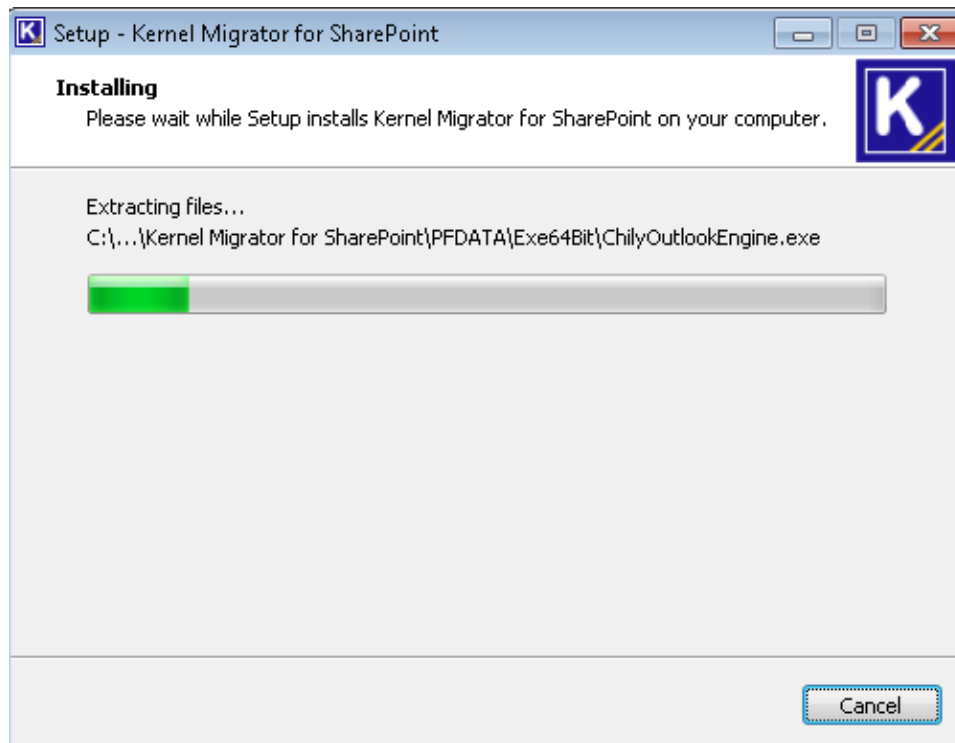 Setup - Kernel Migrator for SharePoint
Installing
Please wait while Setup installs Kernel Migrator for SharePoint on your computer.
K
Extracting files...
C:\...\Kernel Migrator for SharePoint\PFDATA\Exe64Bit\ChilyOutlookEngine.exe
Cancel